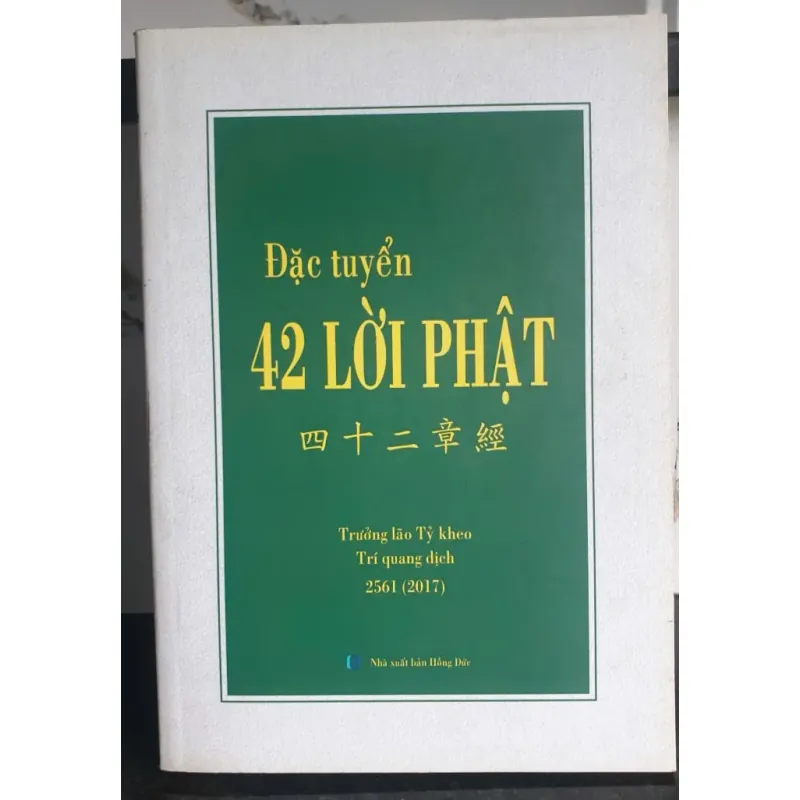 Đặc tuyển
42 LỜI PHẬT
四十二章經
Trưởng lão Tỷ kheo
Trí quang dịch
2561 (2017)
Nhà xuất bản Hồng Đức